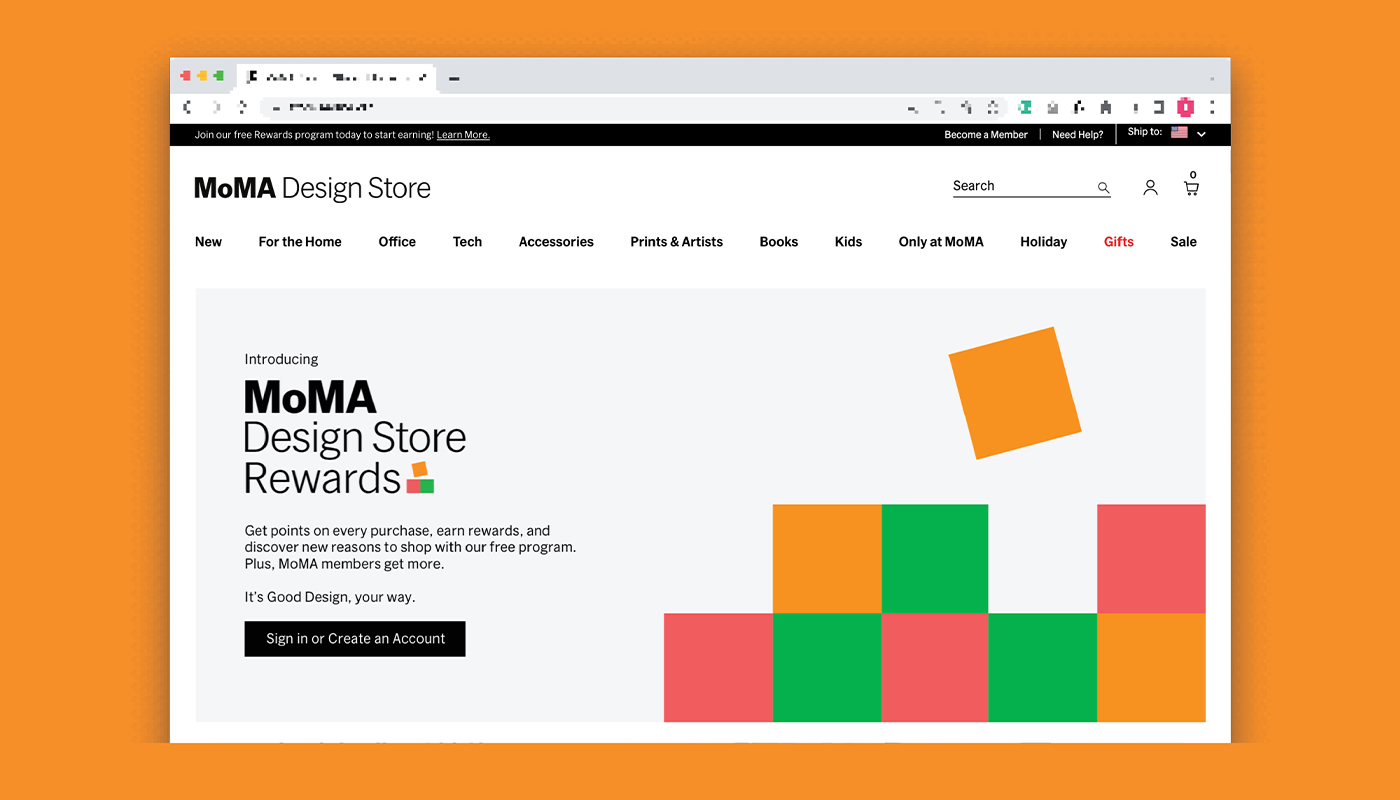 Join our free Rewards program today to start earning! Learn More.
Become a Member
Need Help?
Ship to:
MoMA Design Store
Search
0
New
For the Home
Office
Tech
Accessories
Prints & Artists
Books
Kids
Only at MoMA
Holiday
Gifts
Sale
Introducing
MoMA
Design Store
Rewards
Get points on every purchase, earn rewards, and
discover new reasons to shop with our free program.
Plus, MoMA members get more.
It's Good Design, your way.
Sign in or Create an Account